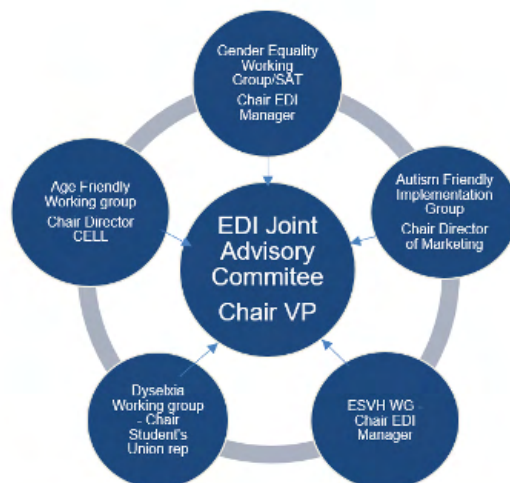 Gender Equality
Working
Group/SAT
Chair EDI
Manager
Age Friendly
Working group
Chair Director
CELL
Autism Friendly
Implementation
Group
Chair Director
of Marketing
EDI Joint
Advisory
Commitee
Chair VP
Dyselxia
Working group
- Chair
Student's
Union rep
ESVH WG -
Chair EDI
Manager